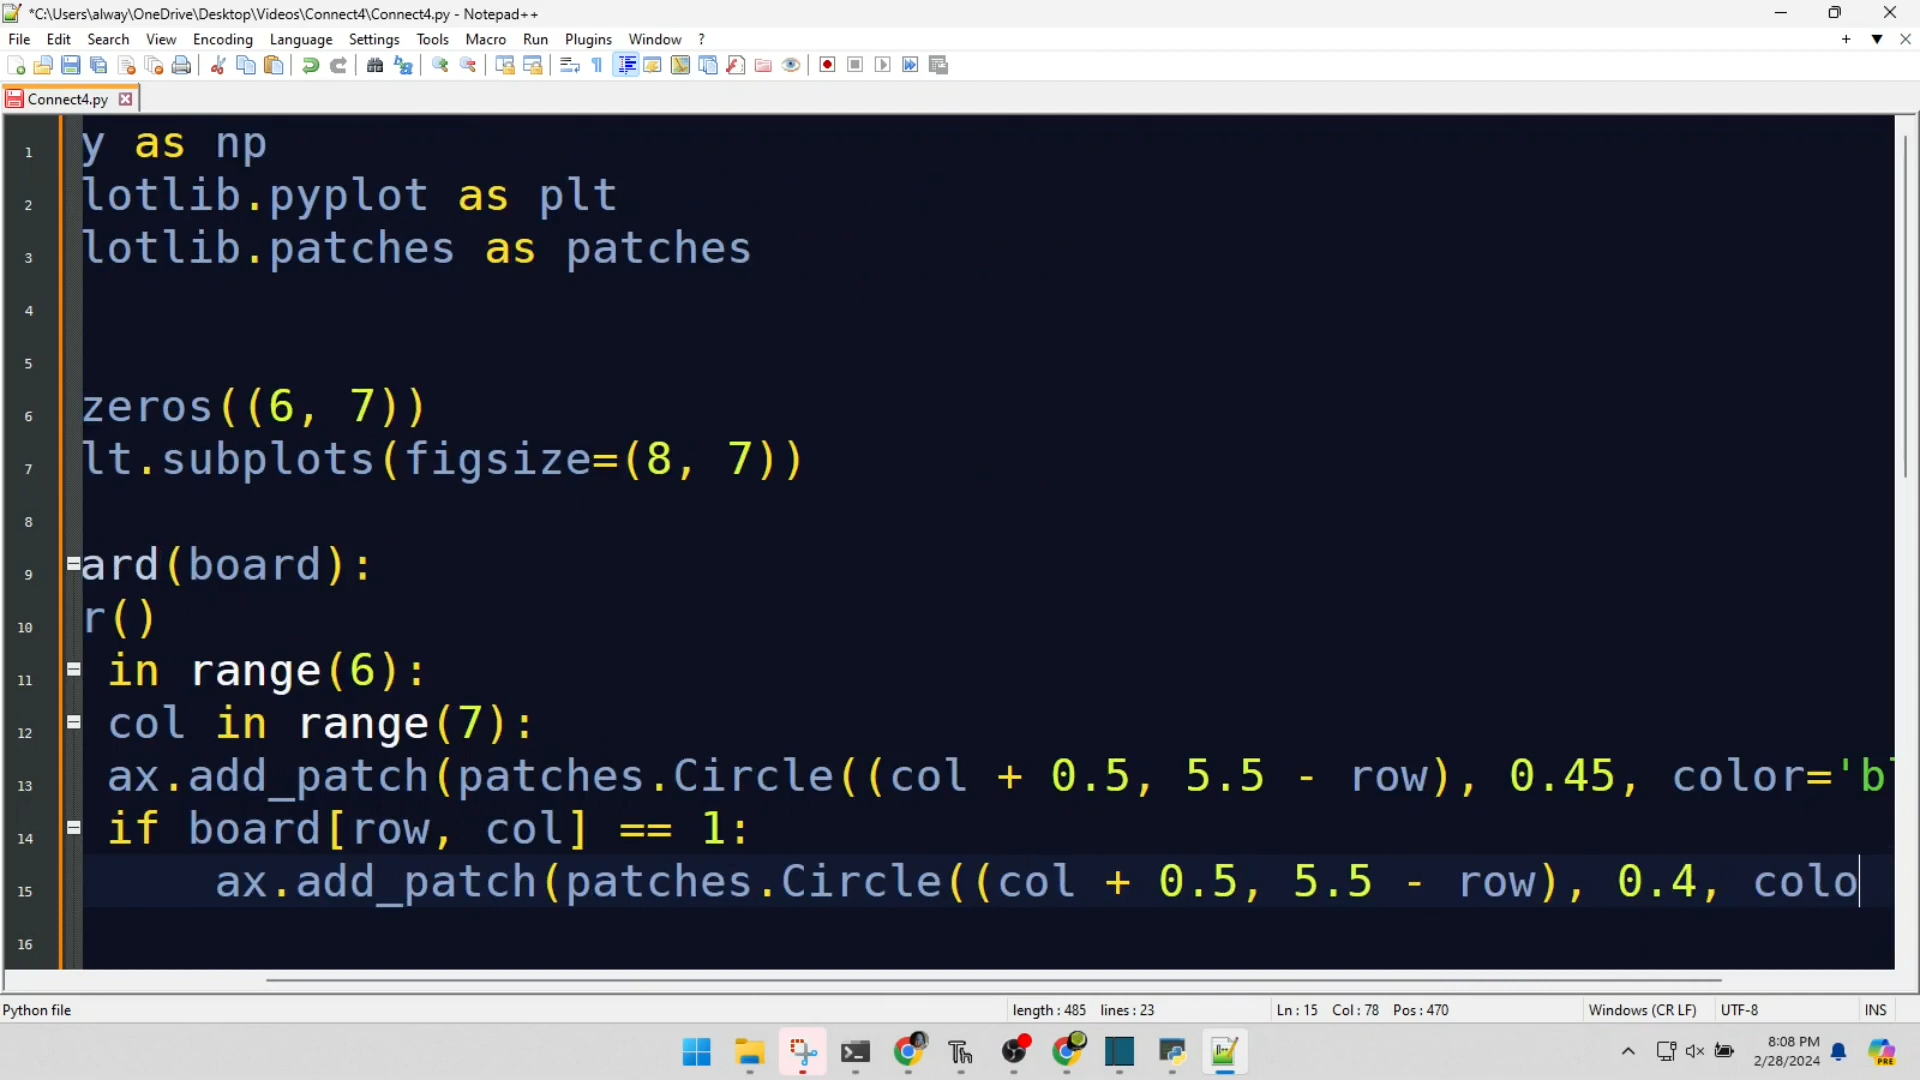 *C:\Users\alway\OneDrive\Desktop\Videos\Connect4\Connect4.py - Notepad++
File Edit Search View Encoding Language Settings Tools Macro Run Plugins Window ?
Connect4.py
1 y as np
2 lotlib.pyplot as plt
3 lotlib.patches as patches
4
5
6 zeros((6, 7))
7 lt.subplots(figsize=(8, 7))
8
9 ard(board):
10 r()
11 in range(6):
12 col in range(7):
13 ax.add_patch(patches.Circle((col + 0.5, 5.5 - row), 0.45, color='b
14 if board[row, col] == 1:
15 ax.add_patch(patches.Circle((col + 0.5, 5.5 - row), 0.4, colo
16
Python file length : 485 lines : 23 Ln : 15 Col : 78 Pos : 470 Windows (CR LF) UTF-8 INS
8:08 PM
2/28/2024
PRE